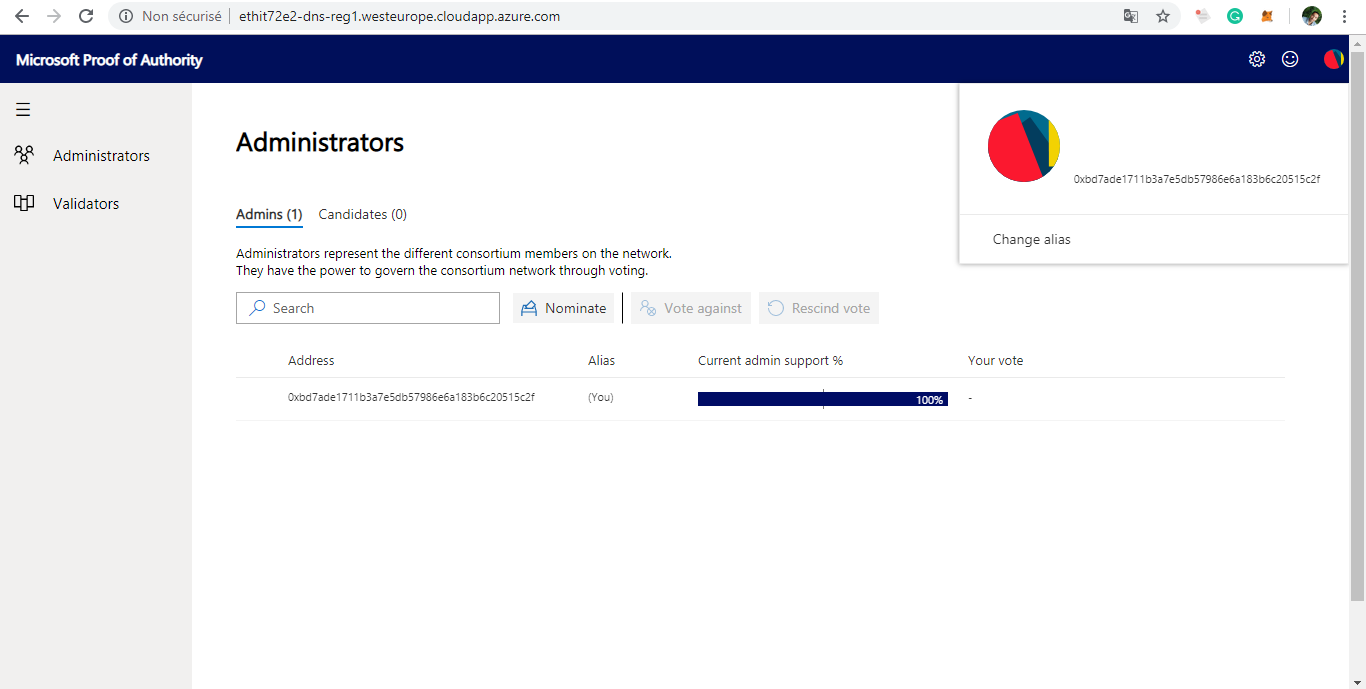 Non sécurisé ethit72e2-dns-reg1.westeurope.cloudapp.azure.com
Microsoft Proof of Authority
Administrators
Validators
Administrators
0xbd7ade1711b3a7e5db57986e6a183b6c20515c2f
Change alias
Admins (1) Candidates (0)
Administrators represent the different consortium members on the network.
They have the power to govern the consortium network through voting.
Search Nominate Vote against Rescind vote
Address Alias Current admin support % Your vote
0xbd7ade1711b3a7e5db57986e6a183b6c20515c2f (You) 100% -